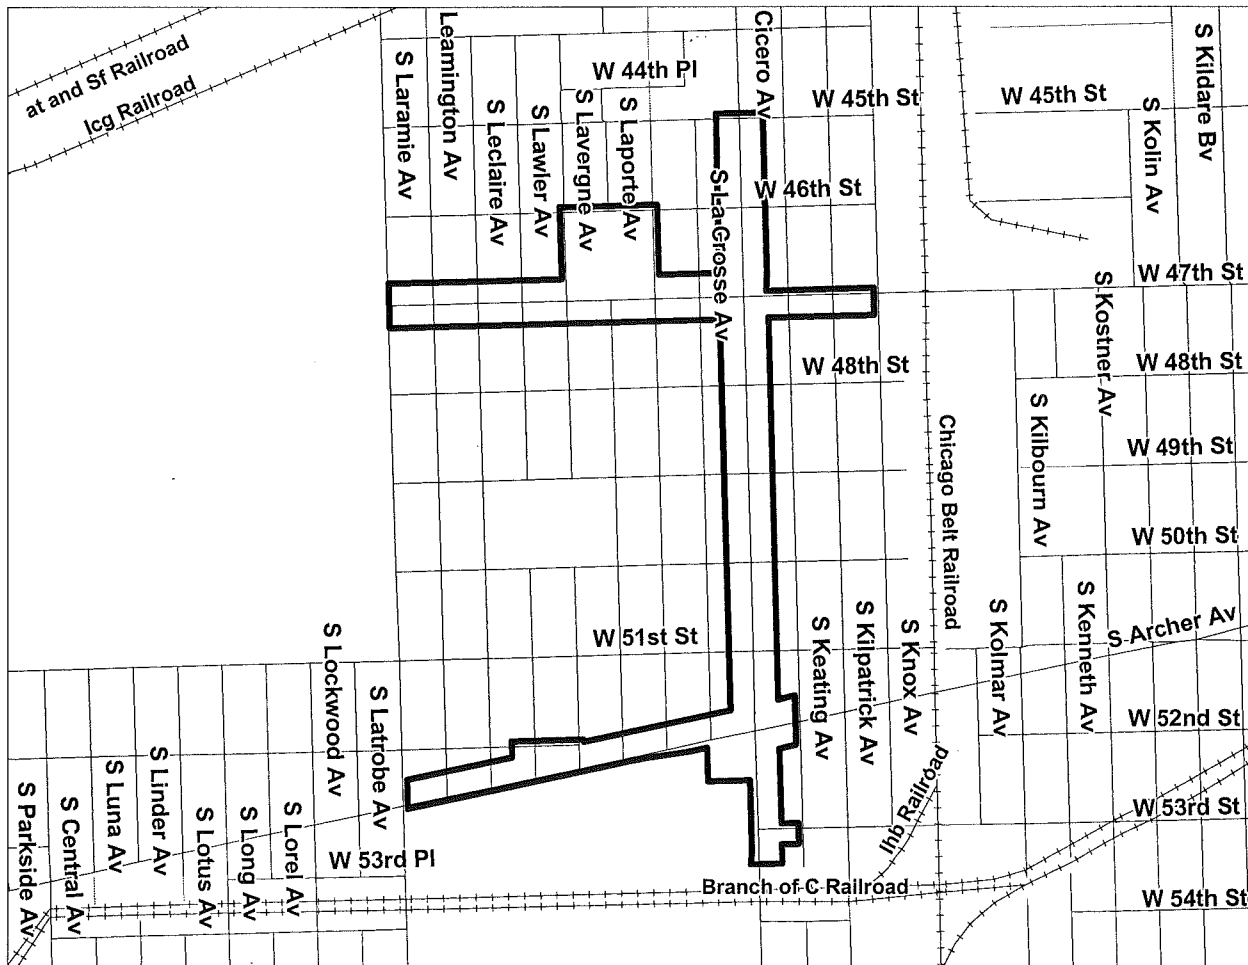 at and Sf Railroad
Icg Railroad
S Laramie Av
Leamington Av
S Leclaire Av
S Lawler Av
S Lavergne Av
S Laporte Av
W 44th Pl
Cicero Av
W 45th St
W 45th St
S Kolin Av
S Kildare Bv
S La Crosse Av
W 46th St
W 47th St
S Kostner Av
W 48th St
W 48th St
S Kilbourn Av
Chicago Belt Railroad
W 49th St
W 50th St
W 51st St
S Keating Av
S Kilpatrick Av
S Knox Av
S Kolmar Av
S Kenneth Av
S Archer Av
S Lockwood Av
S Latrobe Av
W 52nd St
S Parkside Av
S Central Av
S Luna Av
S Linder Av
S Lotus Av
S Long Av
S Lorel Av
W 53rd Pl
Ihb Railroad
W 53rd St
Branch of C Railroad
W 54th St